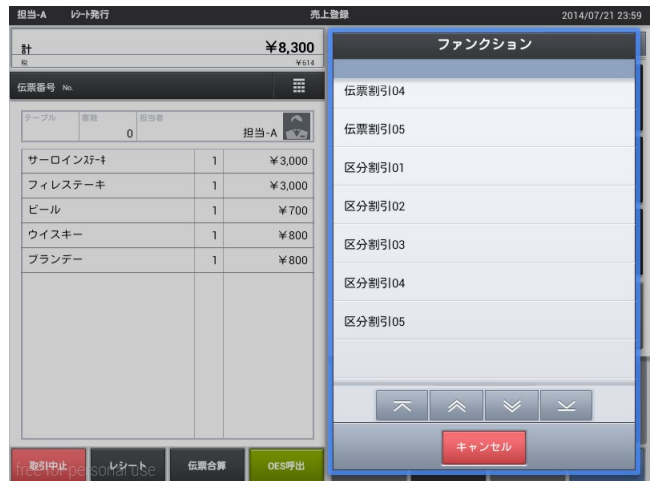 担当-A ﾚｼｰﾄ発行 売上登録 2014/07/21 23:59
計 ¥8,300
税 ¥614
伝票番号 No.
テーブル 客数 担当者
0 担当-A
サーロインｽﾃｰｷ 1 ¥3,000
フィレステーキ 1 ¥3,000
ビール 1 ¥700
ウイスキー 1 ¥800
ブランデー 1 ¥800
取引中止 レシート 伝票合算 OES呼出
free for personal use
ファンクション
伝票割引04
伝票割引05
区分割引01
区分割引02
区分割引03
区分割引04
区分割引05
キャンセル